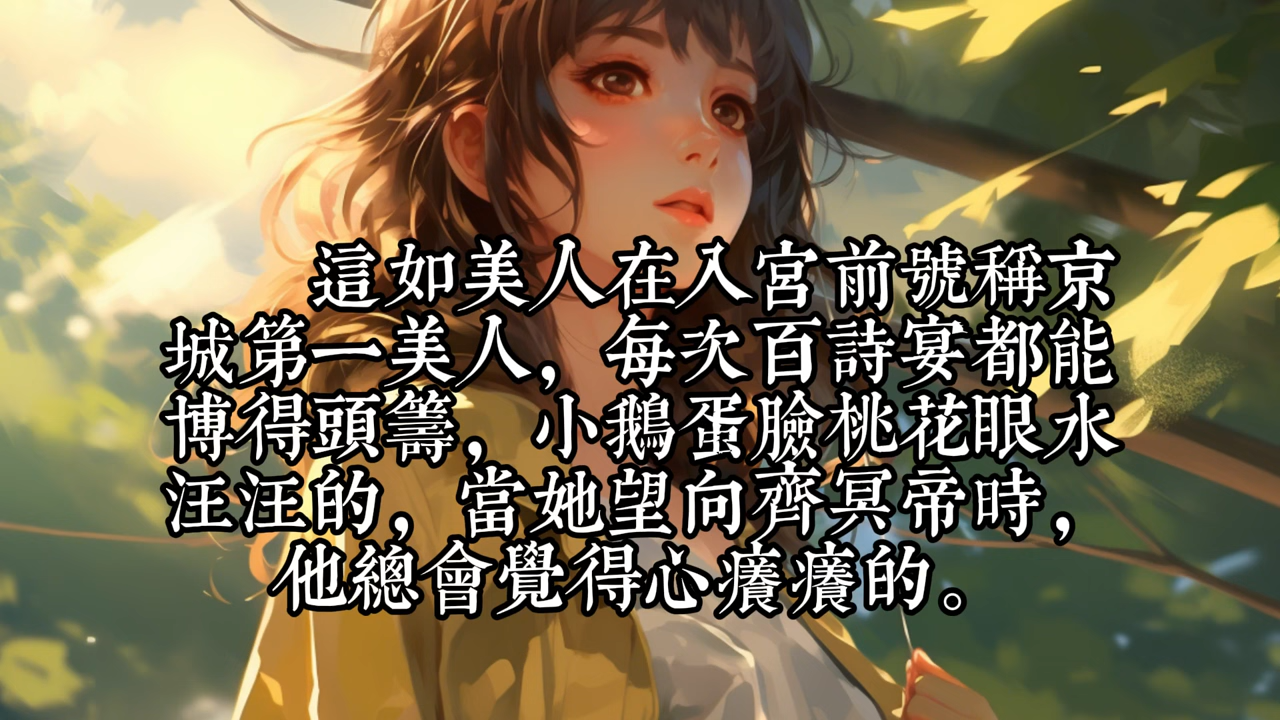 這如美人在入宮前號稱京
城第一美人，每次百詩宴都能
博得頭籌，小鵝蛋臉桃花眼水
汪汪的，當她望向齊冥帝時，
他總會覺得心癢癢的。